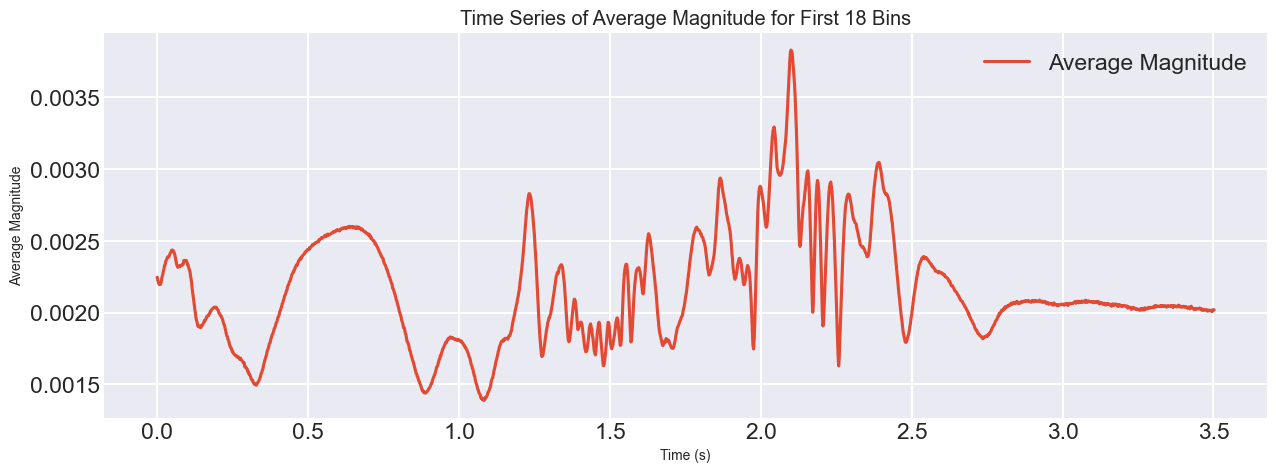 Time Series of Average Magnitude for First 18 Bins
Average Magnitude
Average Magnitude
0.0035
0.0030
0.0025
0.0020
0.0015
0.0 0.5 1.0 1.5 2.0 2.5 3.0 3.5
Time (s)